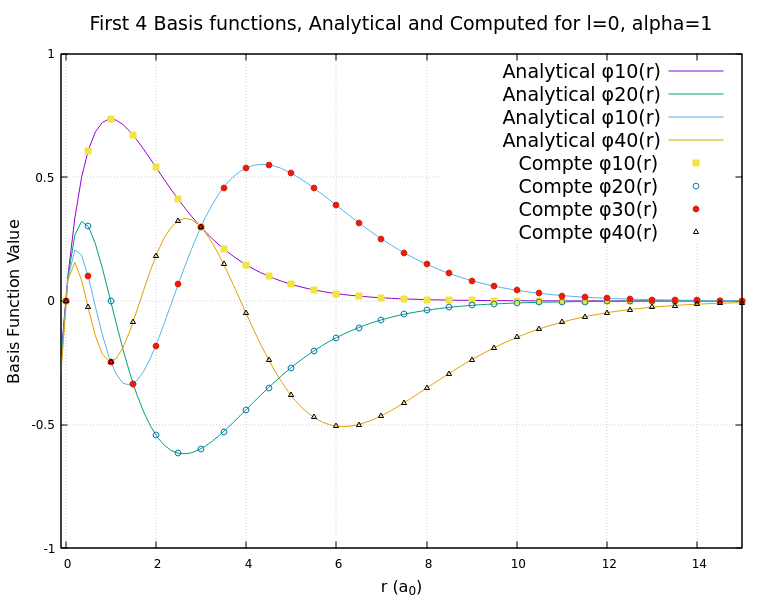 First 4 Basis functions, Analytical and Computed for l=0, alpha=1
Analytical φ10(r)
Analytical φ20(r)
Analytical φ10(r)
Analytical φ40(r)
Compte φ10(r)
Compte φ20(r)
Compte φ30(r)
Compte φ40(r)
1
0.5
0
-0.5
-1
Basis Function Value
0 2 4 6 8 10 12 14
r (a₀)